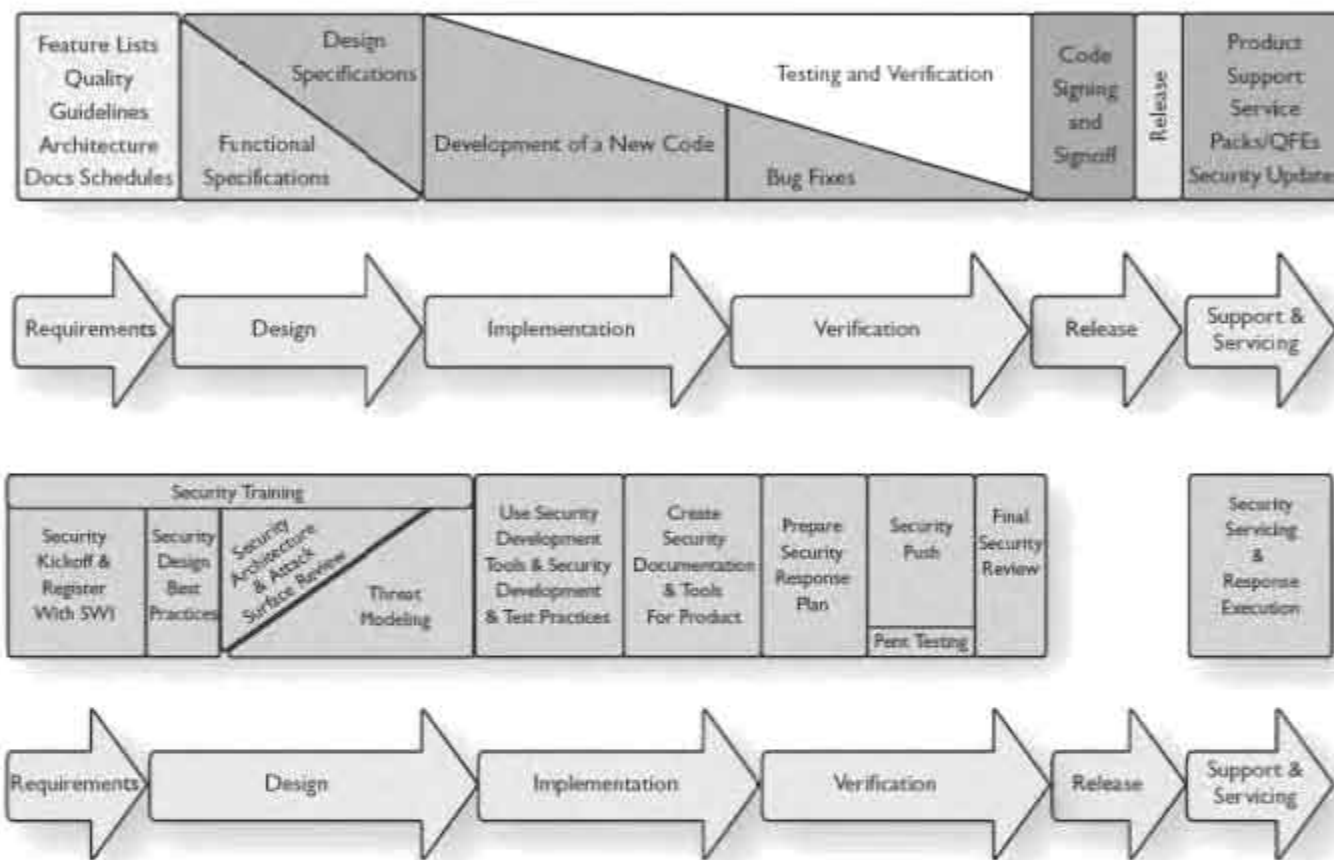 Feature Lists
Quality
Guidelines
Architecture
Docs Schedules
Design
Specifications
Functional
Specifications
Testing and Verification
Development of a New Code
Bug Fixes
Code
Signing
and
Signoff
Release
Product
Support
Service
Packs/QFEs
Security Updates
Requirements
Design
Implementation
Verification
Release
Support &
Servicing
Security Training
Security
Kickoff &
Register
With SWI
Security
Design
Best
Practices
Security
Architecture
& Attack
Surface Review
Threat
Modeling
Use Security
Development
Tools & Security
Development
& Test Practices
Create
Security
Documentation
& Tools
For Product
Prepare
Security
Response
Plan
Security
Push
Pent Testing
Final
Security
Review
Security
Servicing
&
Response
Execution
Requirements
Design
Implementation
Verification
Release
Support &
Servicing